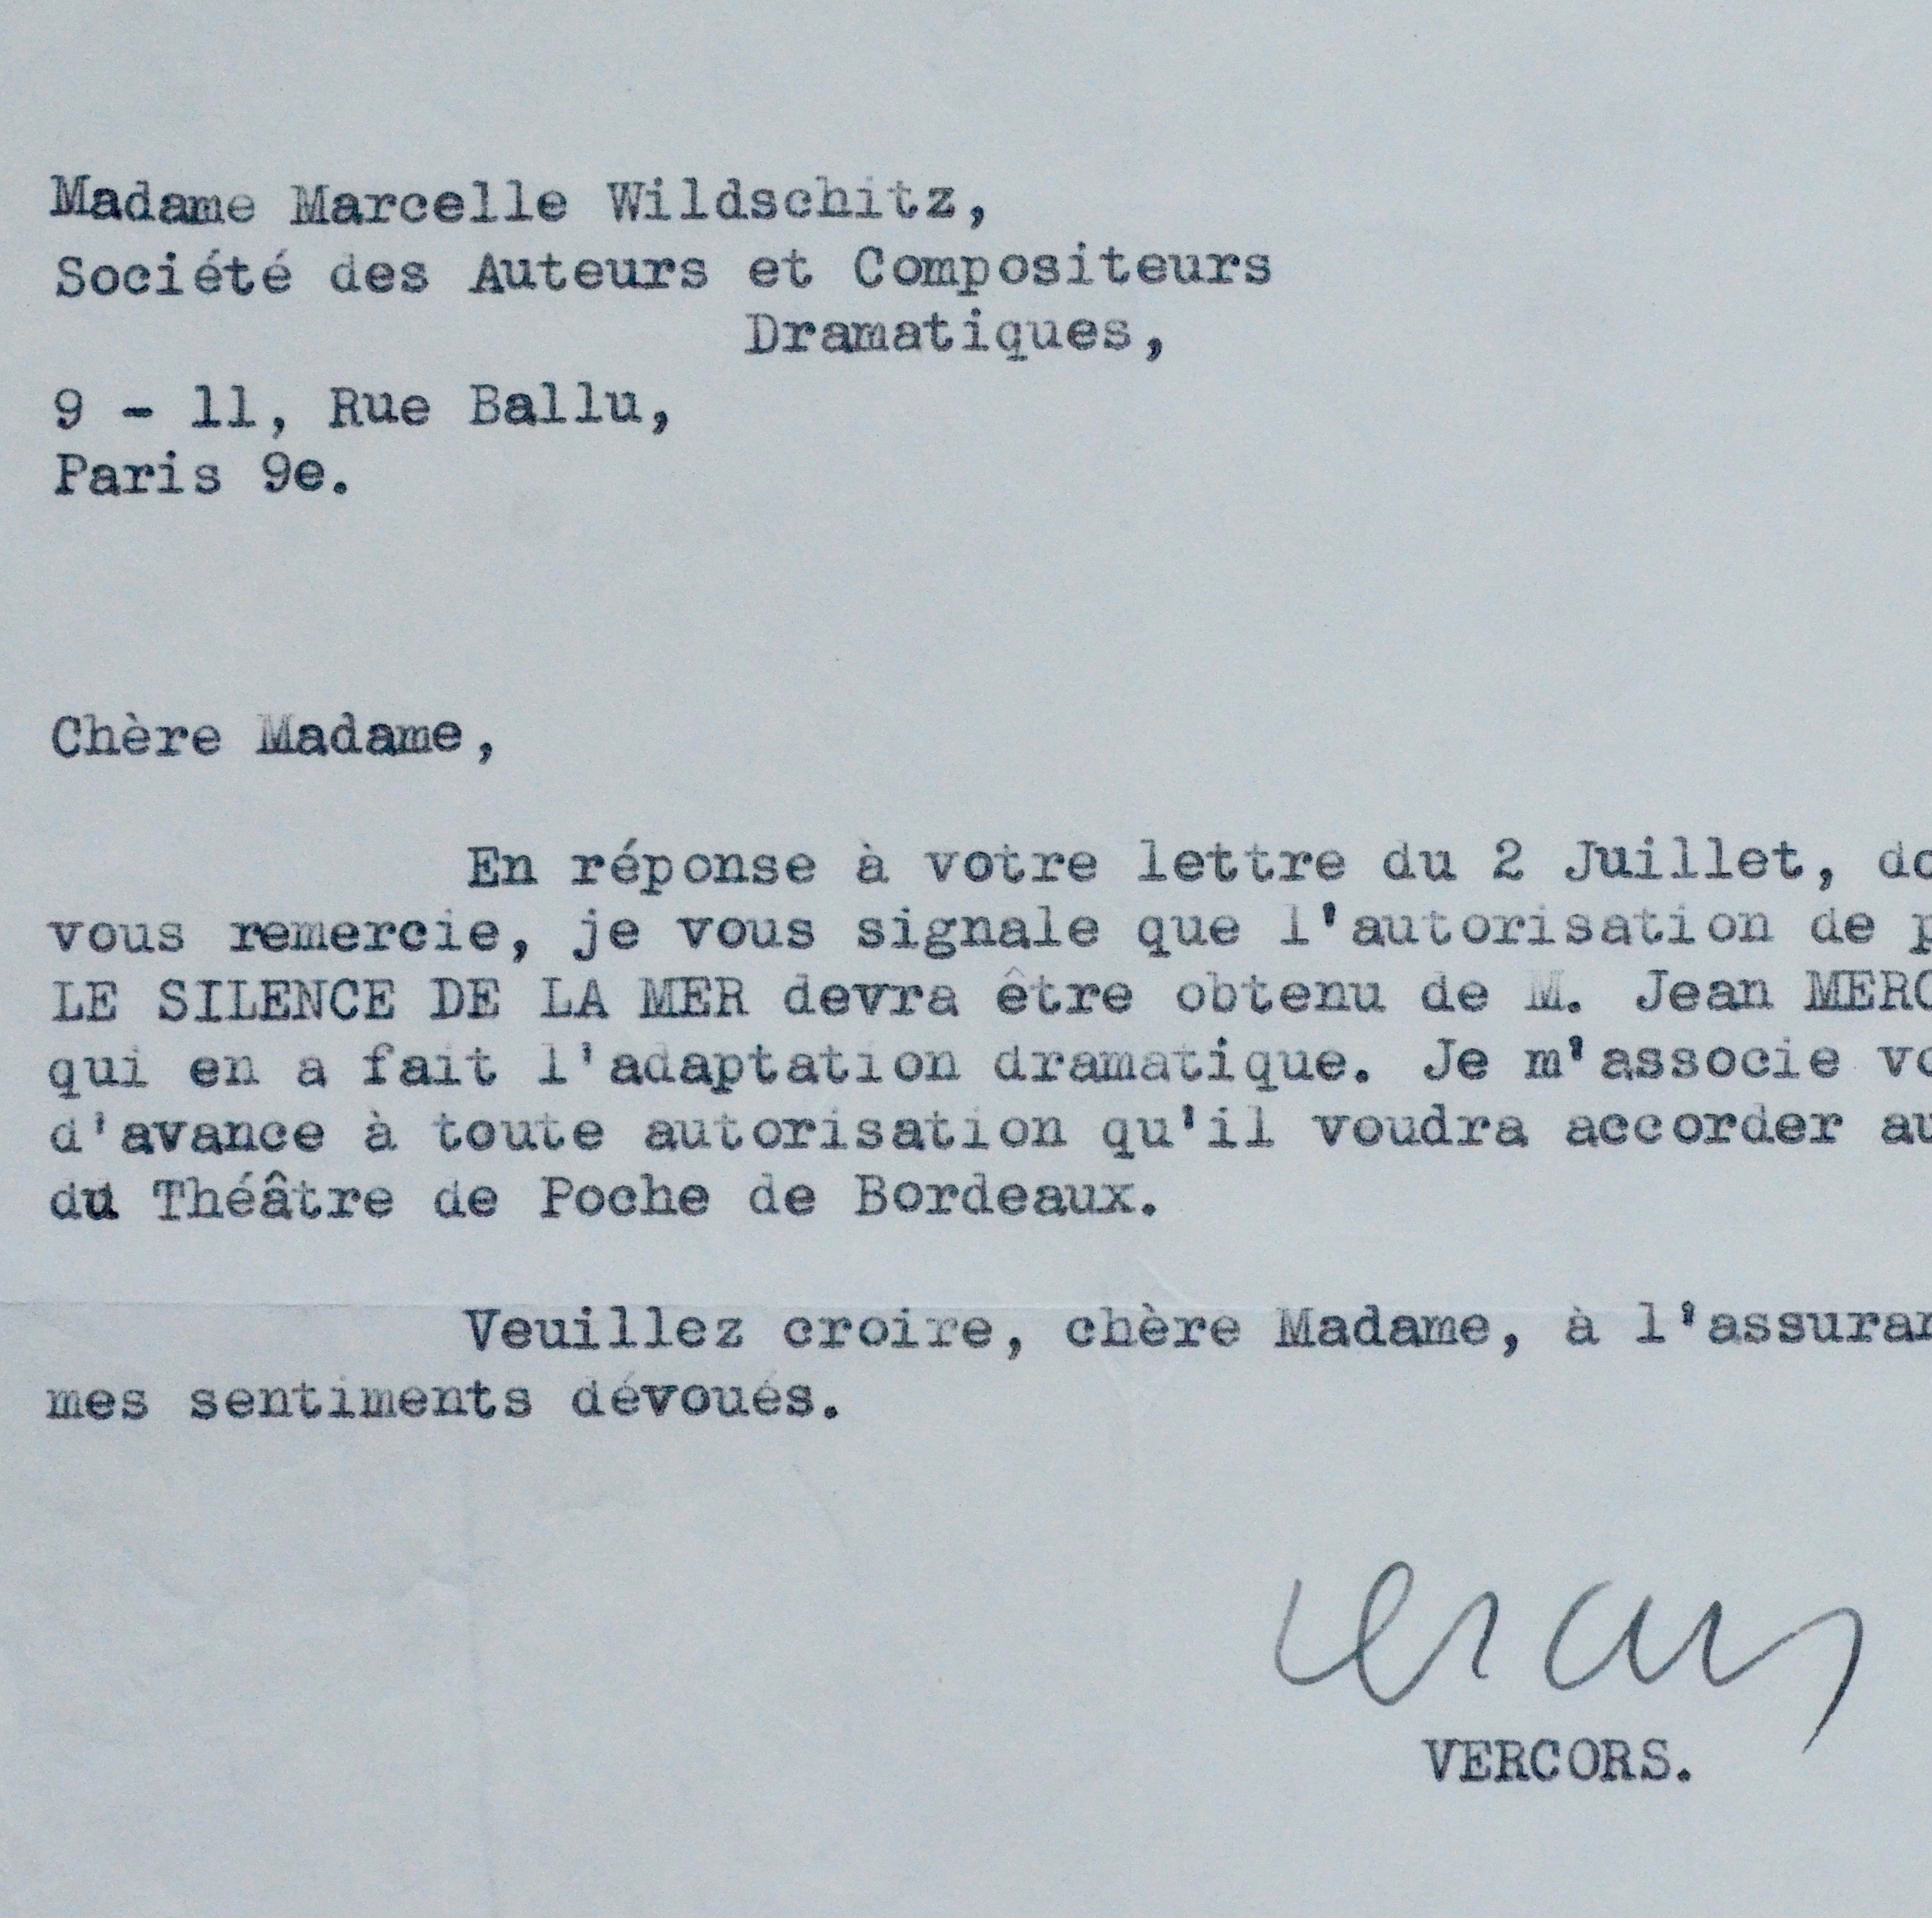 Madame Marcelle Wildschitz,
Société des Auteurs et Compositeurs
Dramatiques,
9 - 11, Rue Ballu,
Paris 9e.
Chère Madame,
En réponse à votre lettre du 2 Juillet,
vous remercie, je vous signale que l'autorisation de
LE SILENCE DE LA MER devra être obtenu de M. Jean
qui en a fait l'adaptation dramatique. Je m'associe
d'avance à toute autorisation qu'il voudra accorder
du Théâtre de Poche de Bordeaux.
Veuillez croire, chère Madame, à
mes sentiments dévoués.
Vercors
VERCORS.